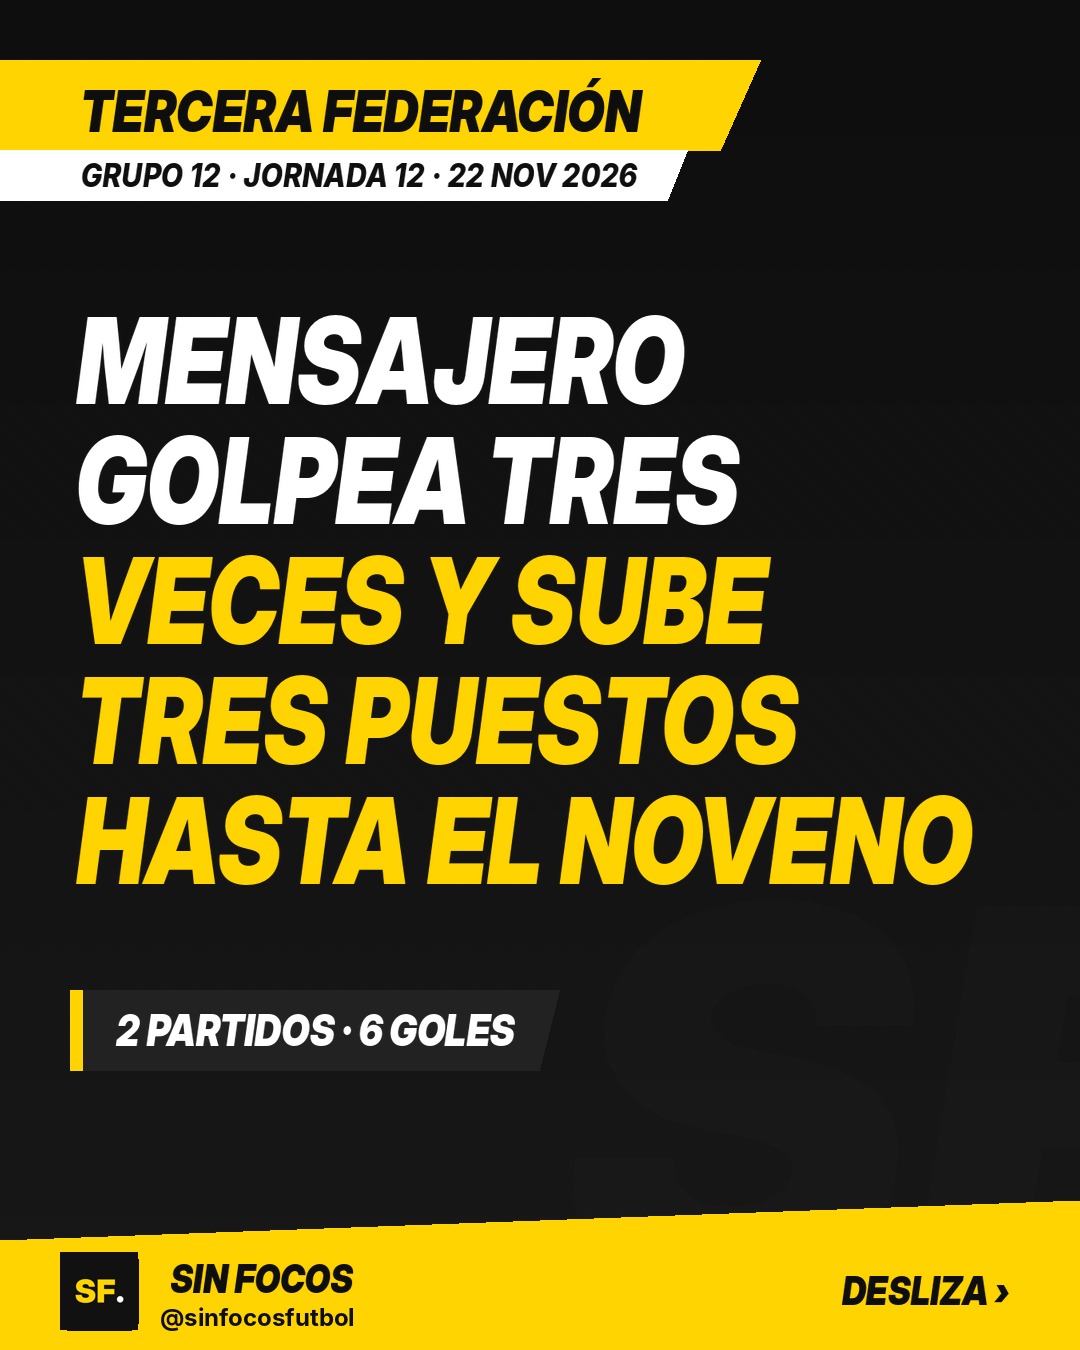 TERCERA FEDERACIÓN
GRUPO 12 · JORNADA 12 · 22 NOV 2026
MENSAJERO
GOLPEA TRES
VECES Y SUBE
TRES PUESTOS
HASTA EL NOVENO
2 PARTIDOS · 6 GOLES
SF.
SIN FOCOS
@sinfocosfutbol
DESLIZA ›